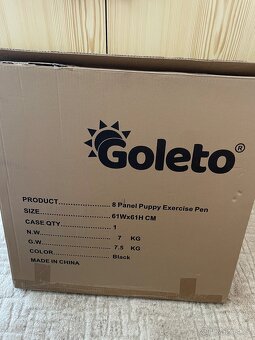 Goleto®
PRODUCT.................... 8 Panel Puppy Exercise Pen
SIZE............................ 61Wx61H CM
CASE QTY.................... 1
N.W............................ 7 KG
G.W............................ 7.5 KG
COLOR........................ Black
MADE IN CHINA